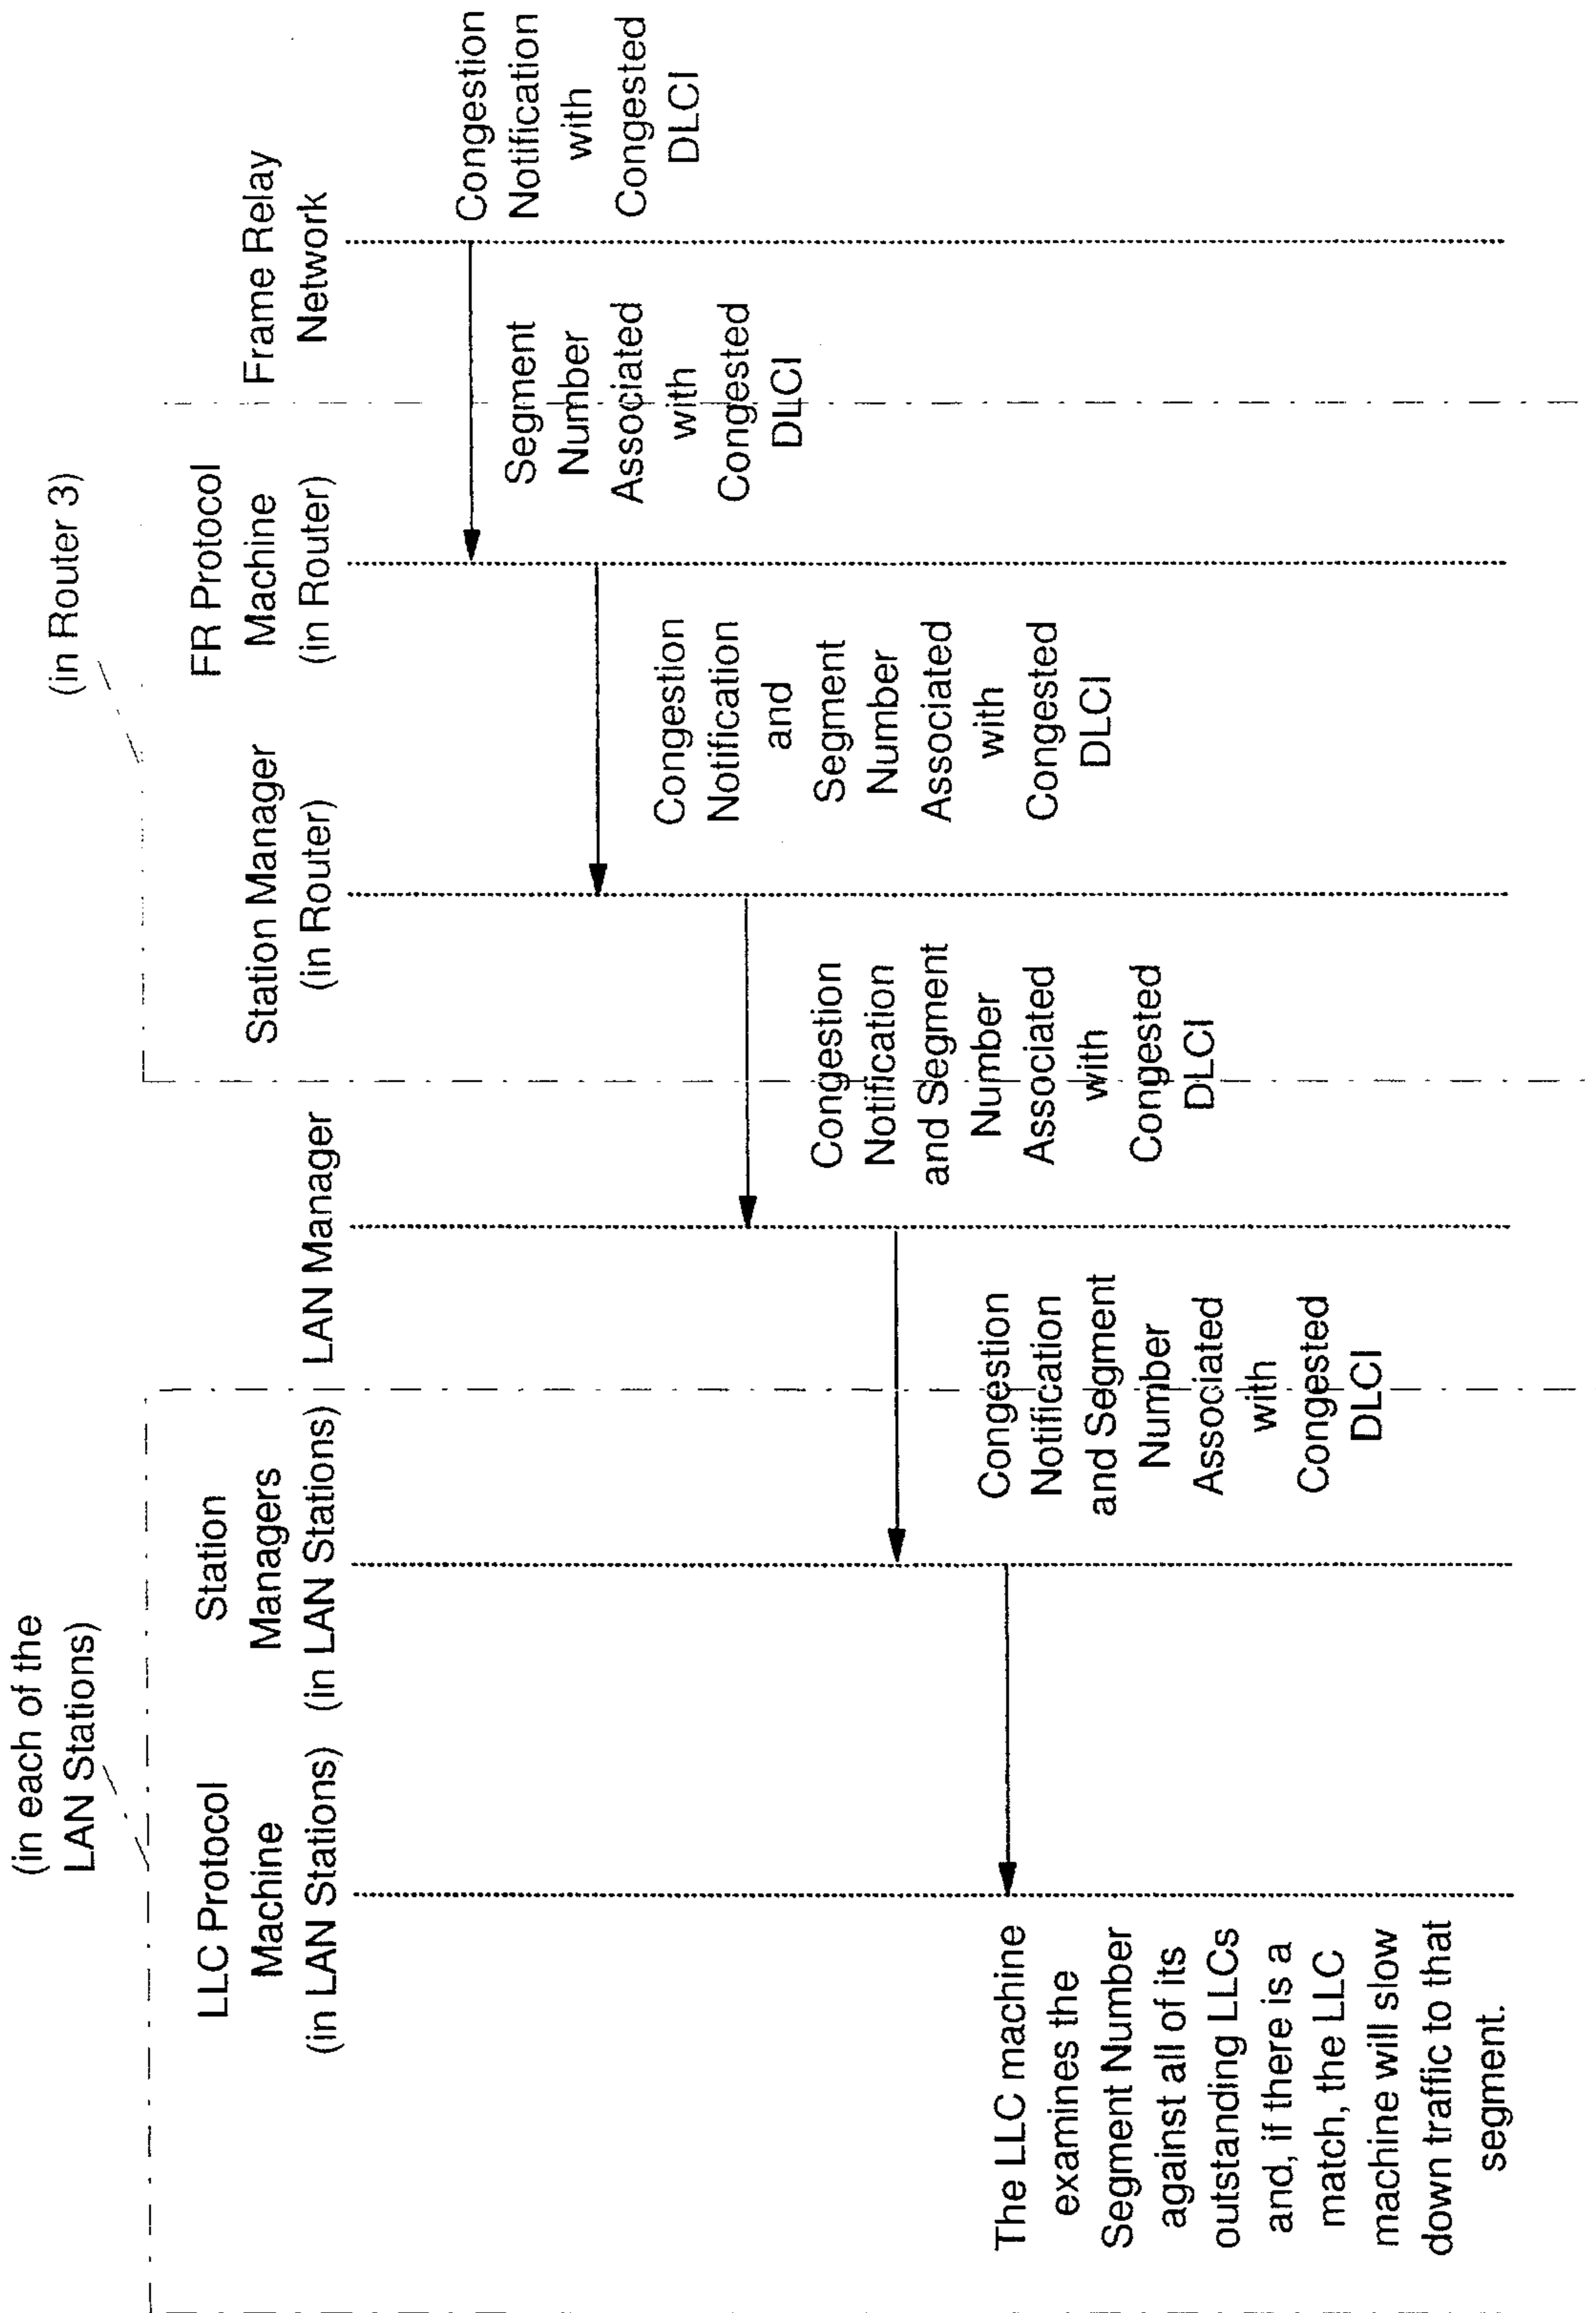 (in each of the
LAN Stations)
(in Router 3)
LLC Protocol
Machine
(in LAN Stations)
Station
Managers
(in LAN Stations)
LAN Manager
Station Manager
(in Router)
FR Protocol
Machine
(in Router)
Frame Relay
Network
Congestion
Notification
with
Congested
DLCI
Segment
Number
Associated
with
Congested
DLCI
Congestion
Notification
and
Segment
Number
Associated
with
Congested
DLCI
Congestion
Notification
and Segment
Number
Associated
with
Congested
DLCI
Congestion
Notification
and Segment
Number
Associated
with
Congested
DLCI
The LLC machine
examines the
Segment Number
against all of its
outstanding LLCs
and, if there is a
match, the LLC
machine will slow
down traffic to that
segment.